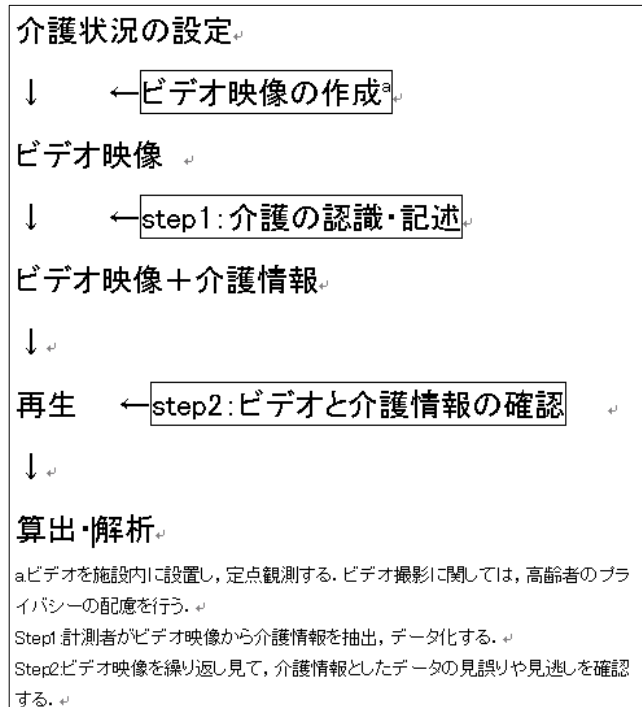 介護状況の設定
↓ ←ビデオ映像の作成a
ビデオ映像
↓ ←step1:介護の認識・記述
ビデオ映像＋介護情報
↓
再生 ←step2:ビデオと介護情報の確認
↓
算出・解析
a.ビデオを施設内に設置し，定点観測する．ビデオ撮影に関しては，高齢者のプラ
イバシーの配慮を行う．
Step1:計測者がビデオ映像から介護情報を抽出，データ化する．
Step2:ビデオ映像を繰り返し見て，介護情報としたデータの見誤りや見逃しを確認
する．